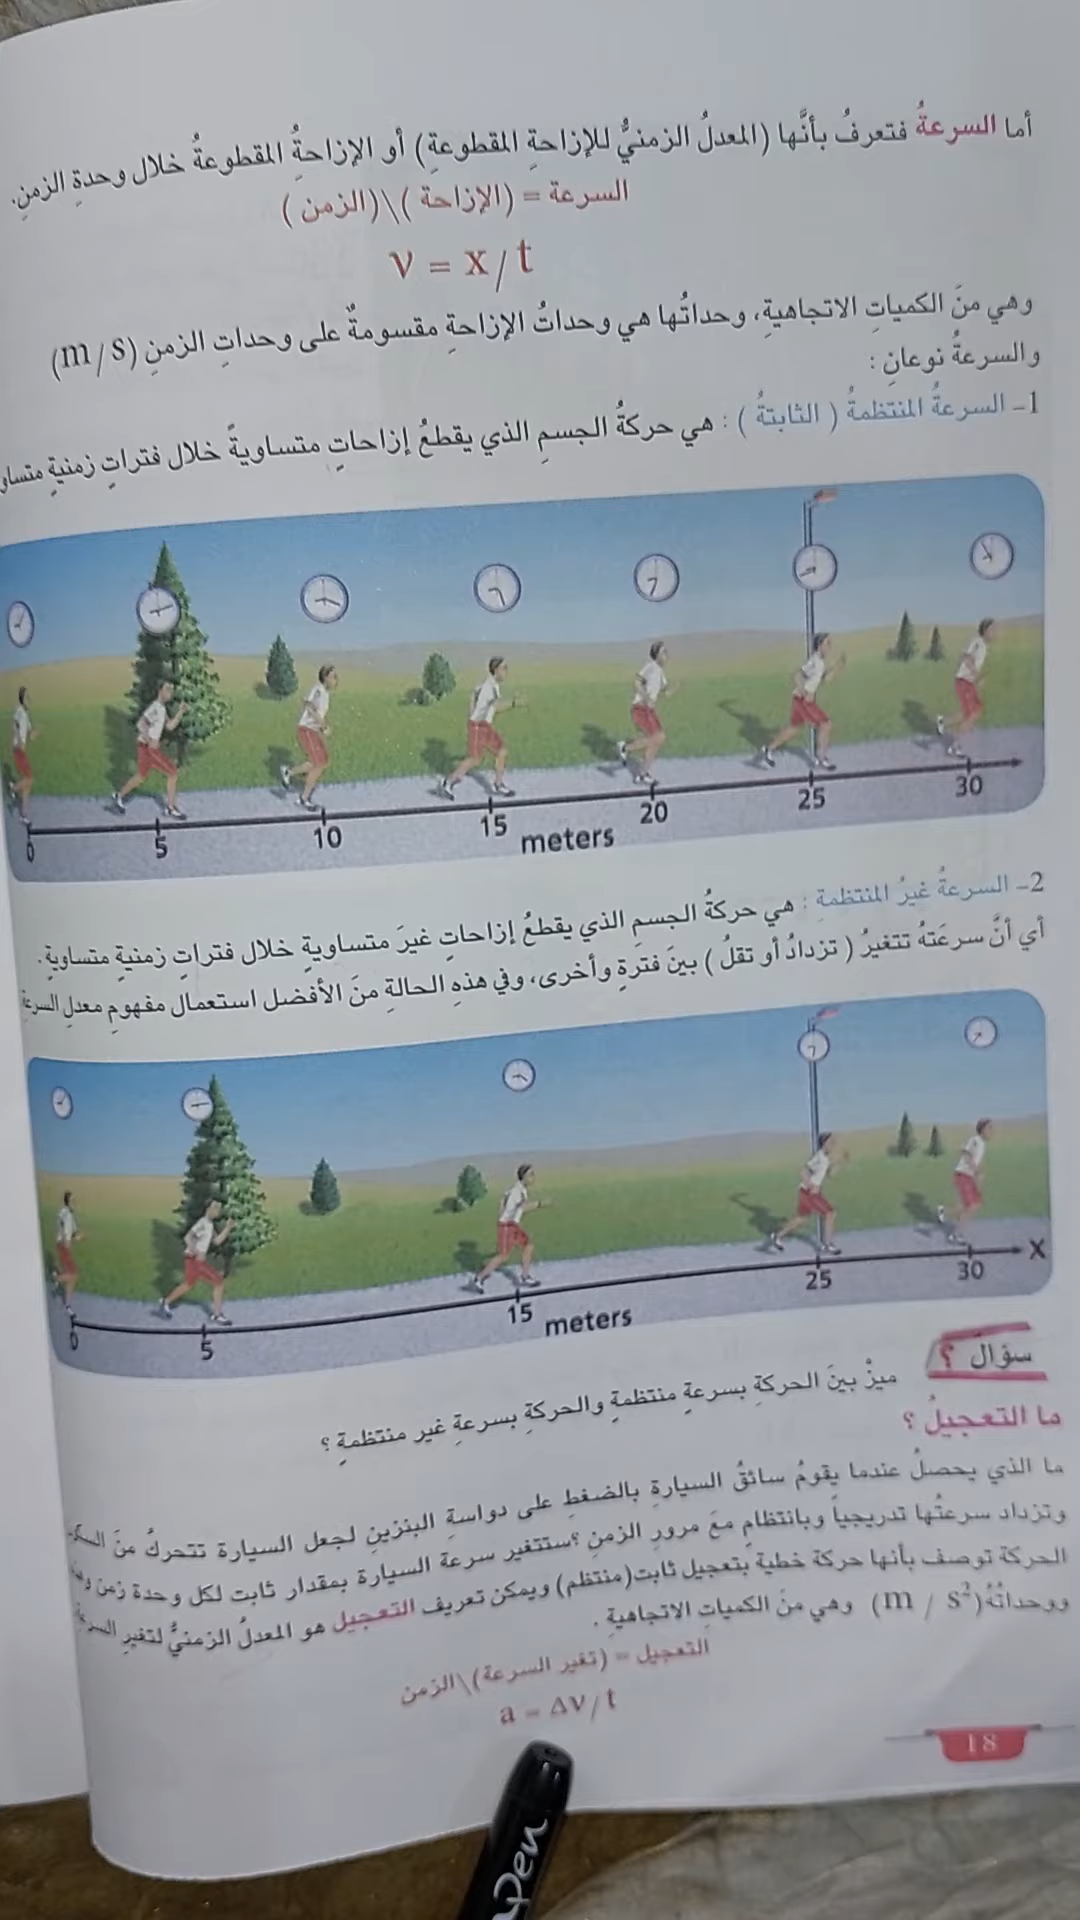 أما السرعةُ فتعرفُ بأنَّها (المعدلُ الزمنيُّ للإزاحةِ المقطوعةِ) أو الإزاحةُ المقطوعةُ خلال وحدةِ الزمنِ.
السرعة = (الإزاحة )\(الزمن )
v = x/t
وهي منَ الكمياتِ الاتجاهيةِ، وحداتُها هي وحداتُ الإزاحةِ مقسومةٌ على وحداتِ الزمنِ (m/s)
والسرعةُ نوعانِ :
1- السرعةُ المنتظمةُ ( الثابتةُ ) : هي حركةُ الجسمِ الذي يقطعُ إزاحاتٍ متساويةً خلال فتراتٍ زمنيةٍ
0 5 10 15 20 25 30
meters
2- السرعةُ غيرُ المنتظمةِ : هي حركةُ الجسمِ الذي يقطعُ إزاحاتٍ غيرَ متساويةٍ خلال فتراتٍ زمنيةٍ متساويةٍ.
أي أنَّ سرعَتهُ تتغيرُ ( تزدادُ أو تقلُ ) بينَ فترةٍ وأخرى، وفي هذهِ الحالةِ منَ الأفضل استعمال مفهومِ معدلِ السرعةِ
0 5 15 25 30 X
meters
سؤال ؟
ميزْ بينَ الحركةِ بسرعةٍ منتظمةٍ والحركةِ بسرعةٍ غير منتظمةٍ ؟
ما التعجيلُ ؟
ما الذي يحصلُ عندما يقومُ سائقُ السيارةِ بالضغطِ على دواسةِ البنزينِ لجعل السيارة تتحركُ منَ
وتزداد سرعتُها تدريجياً وبانتظامٍ معَ مرورِ الزمنِ ؟ستتغير سرعة السيارة بمقدار ثابت لكل وحدة زمن
الحركة توصف بأنها حركة خطية بتعجيل ثابت(منتظم) ويمكن تعريف التعجيل هو المعدلُ الزمنيُّ لتغيرِ
ووحداتُهُ(m / s²) وهي منَ الكمياتِ الاتجاهيةِ .
التعجيل = (تغير السرعة)\الزمن
a = Δv/t
18
Pen